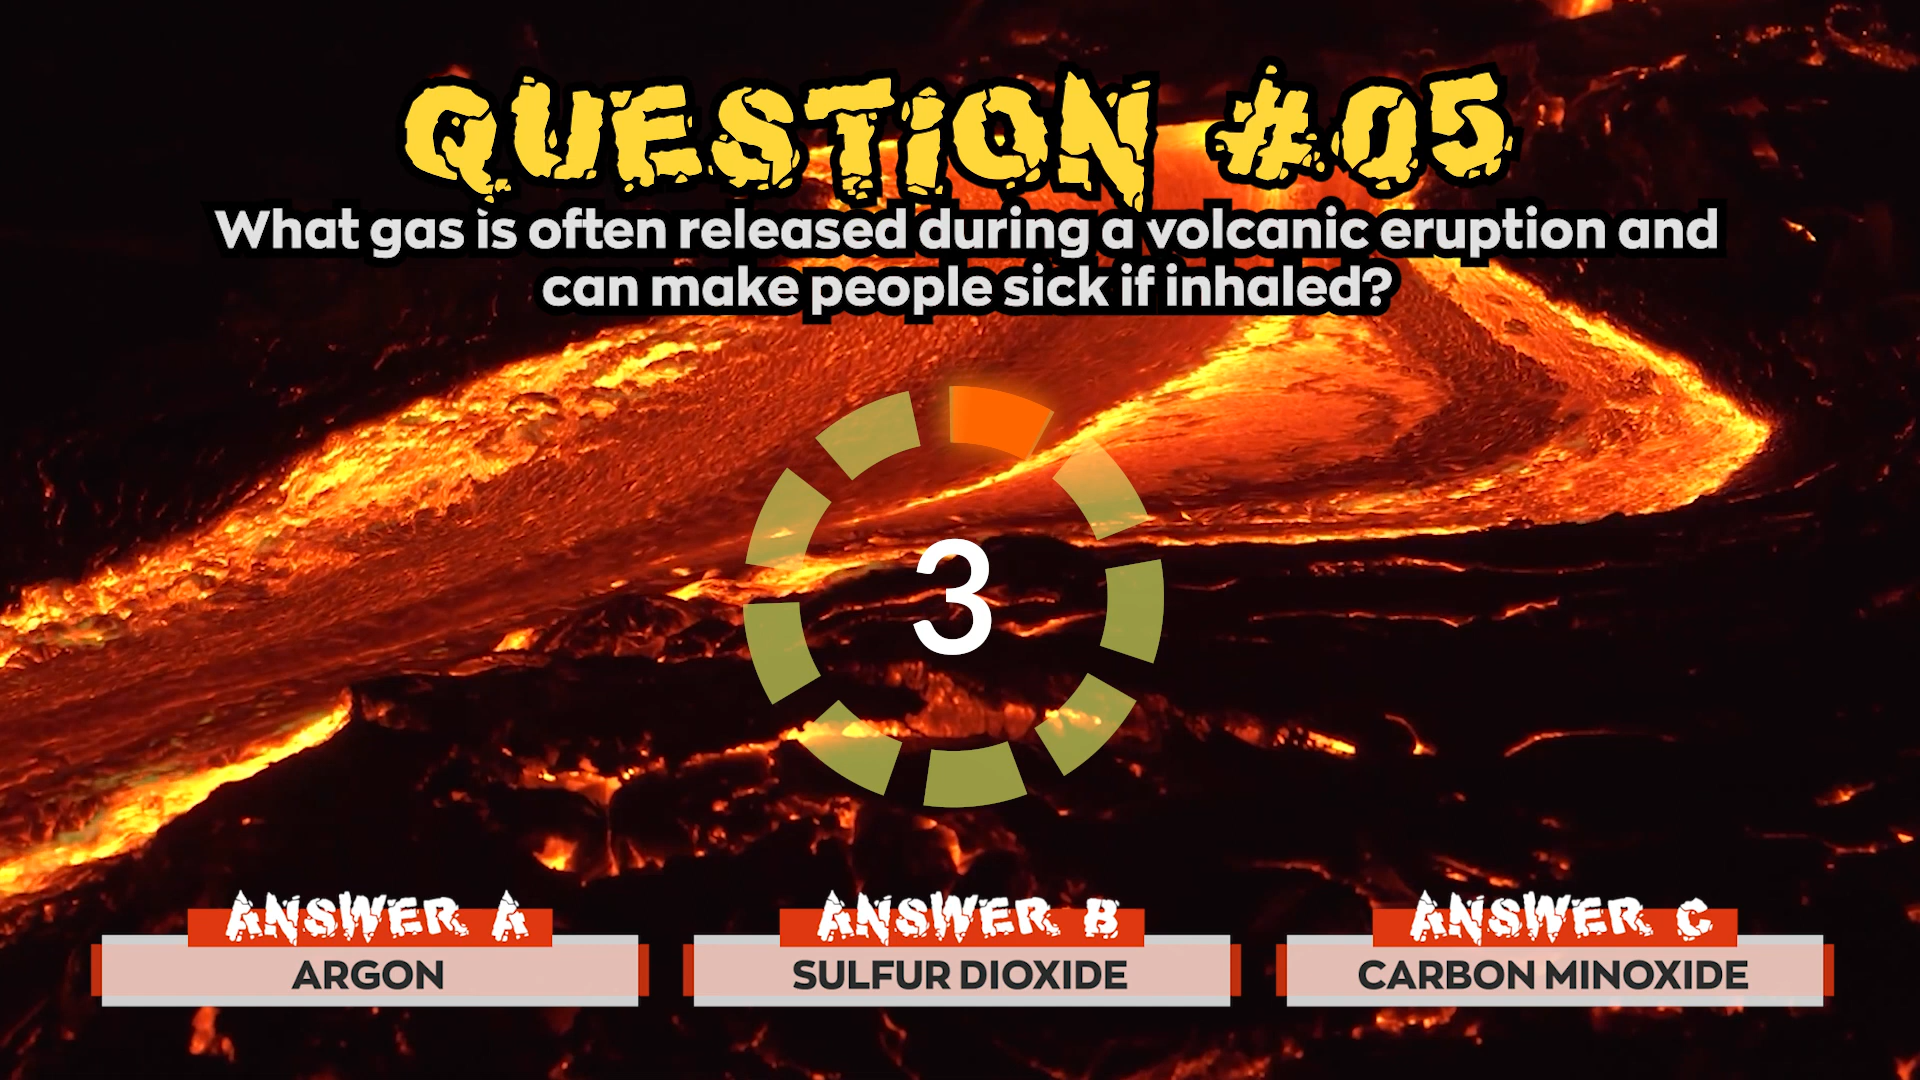 QUESTION #05
What gas is often released during a volcanic eruption and
can make people sick if inhaled?
3
ANSWER A
ANSWER B
ANSWER C
ARGON
SULFUR DIOXIDE
CARBON MINOXIDE